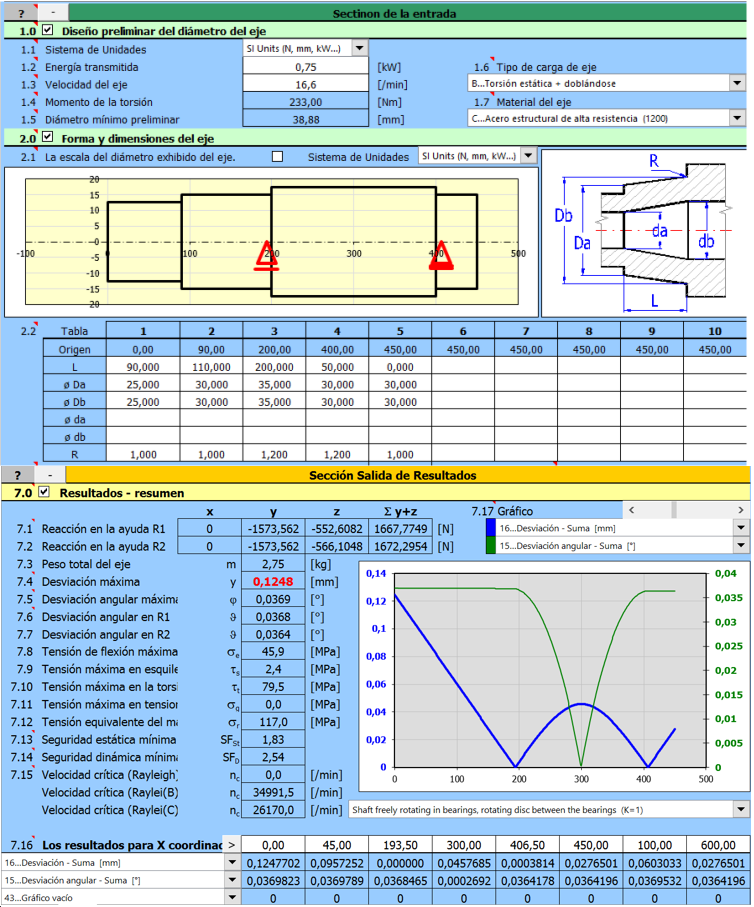 ? - Sectinon de la entrada
1.0 Diseño preliminar del diámetro del eje
1.1 Sistema de Unidades SI Units (N, mm, kW...)
1.2 Energía transmitida 0,75 [kW] 1.6 Tipo de carga de eje
1.3 Velocidad del eje 16,6 [/min] B...Torsión estática + doblándose
1.4 Momento de la torsión 233,00 [Nm] 1.7 Material del eje
1.5 Diámetro mínimo preliminar 38,88 [mm] C...Acero estructural de alta resistencia (1200)
2.0 Forma y dimensiones del eje
2.1 La escala del diámetro exhibido del eje. Sistema de Unidades SI Units (N, mm, kW...)
20
15
10
5
0
-5
-10
-15
20
-100 0 100 200 300 400 500
R
Db
Da
da
db
L
2.2 Tabla 1 2 3 4 5 6 7 8 9 10
Origen 0,00 90,00 200,00 400,00 450,00 450,00 450,00 450,00 450,00 450,00
L 90,000 110,000 200,000 50,000 0,000
ø Da 25,000 30,000 35,000 30,000 30,000
ø Db 25,000 30,000 35,000 30,000 30,000
ø da
ø db
R 1,000 1,000 1,200 1,200 1,000
? - Sección Salida de Resultados
7.0 Resultados - resumen
x y z Σ y+z 7.17 Gráfico
7.1 Reacción en la ayuda R1 0 -1573,562 -552,6082 1667,7749 [N] 16...Desviación - Suma [mm]
7.2 Reacción en la ayuda R2 0 -1573,562 -566,1048 1672,2954 [N] 15...Desviación angular - Suma [°]
7.3 Peso total del eje m 2,75 [kg]
7.4 Desviación máxima y 0,1248 [mm]
7.5 Desviación angular máxima φ 0,0369 [°]
7.6 Desviación angular en R1 ϑ 0,0368 [°]
7.7 Desviación angular en R2 ϑ 0,0364 [°]
7.8 Tensión de flexión máxima σe 45,9 [MPa]
7.9 Tensión máxima en esquile τs 2,4 [MPa]
7.10 Tensión máxima en la torsi τt 79,5 [MPa]
7.11 Tensión máxima en tension σq 0,0 [MPa]
7.12 Tensión equivalente del ma σr 117,0 [MPa]
7.13 Seguridad estática mínima SFSt 1,83
7.14 Seguridad dinámica mínima SFD 2,54
7.15 Velocidad crítica (Rayleigh) nc 0,0 [/min]
Velocidad crítica (Raylei(B) nc 34991,5 [/min]
Velocidad crítica (Raylei(C) nc 26170,0 [/min] Shaft freely rotating in bearings, rotating disc between the bearings (K=1)
0,14
0,12
0,1
0,08
0,06
0,04
0,02
0
0,04
0,035
0,03
0,025
0,02
0,015
0,01
0,005
0
0 100 200 300 400 500
7.16 Los resultados para X coordinac > 0,00 45,00 193,50 300,00 406,50 450,00 100,00 600,00
16...Desviación - Suma [mm] 0,1247702 0,0957252 0,000000 0,0457685 0,0003814 0,0276501 0,0603033 0,0276501
15...Desviación angular - Suma [°] 0,0369823 0,0369789 0,0368465 0,0002692 0,0364178 0,0364196 0,0369532 0,0364196
43...Gráfico vacío 0 0 0 0 0 0 0 0